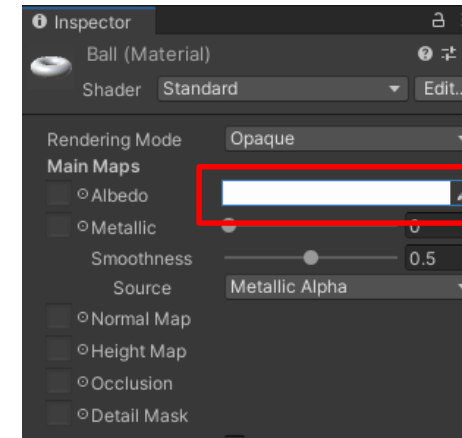 Inspector
Ball (Material)
Shader Standard Edit..
Rendering Mode Opaque
Main Maps
Albedo
Metallic 0
Smoothness 0.5
Source Metallic Alpha
Normal Map
Height Map
Occlusion
Detail Mask